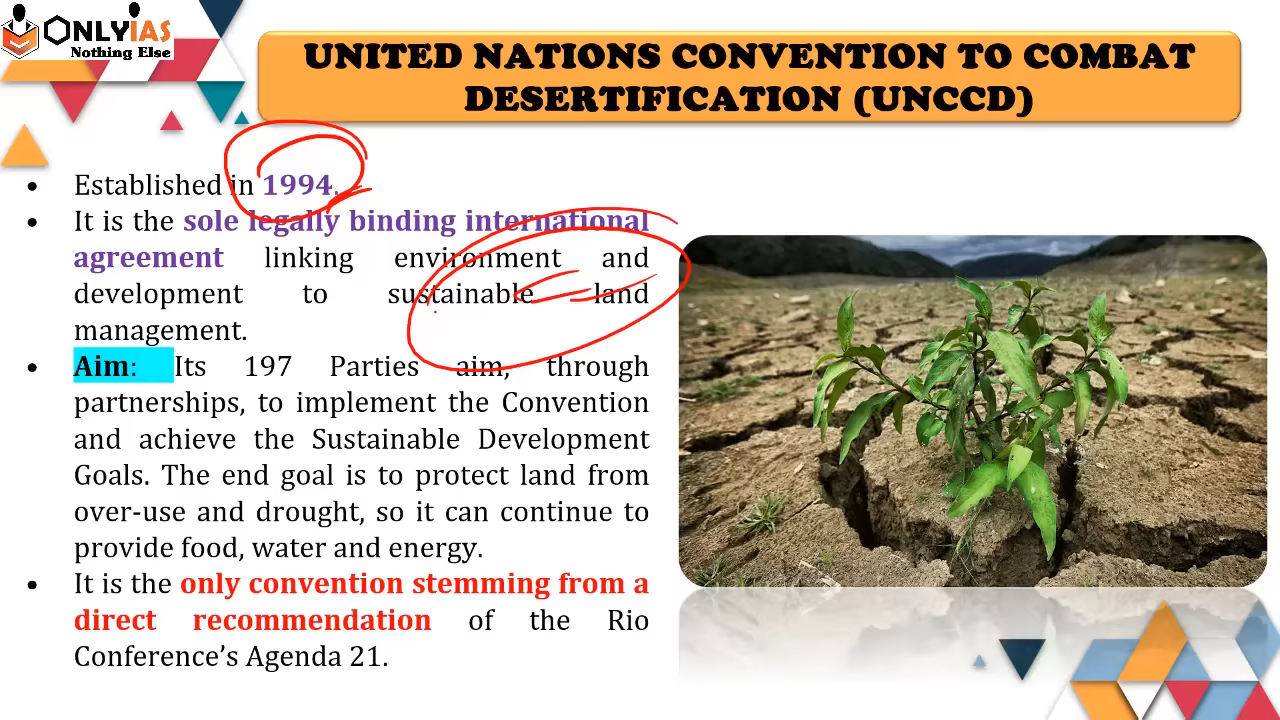 ONLYIAS
Nothing Else
UNITED NATIONS CONVENTION TO COMBAT
DESERTIFICATION (UNCCD)
• Established in 1994.
• It is the sole legally binding international
agreement linking environment and
development to sustainable land
management.
• Aim: Its 197 Parties aim, through
partnerships, to implement the Convention
and achieve the Sustainable Development
Goals. The end goal is to protect land from
over-use and drought, so it can continue to
provide food, water and energy.
• It is the only convention stemming from a
direct recommendation of the Rio
Conference's Agenda 21.